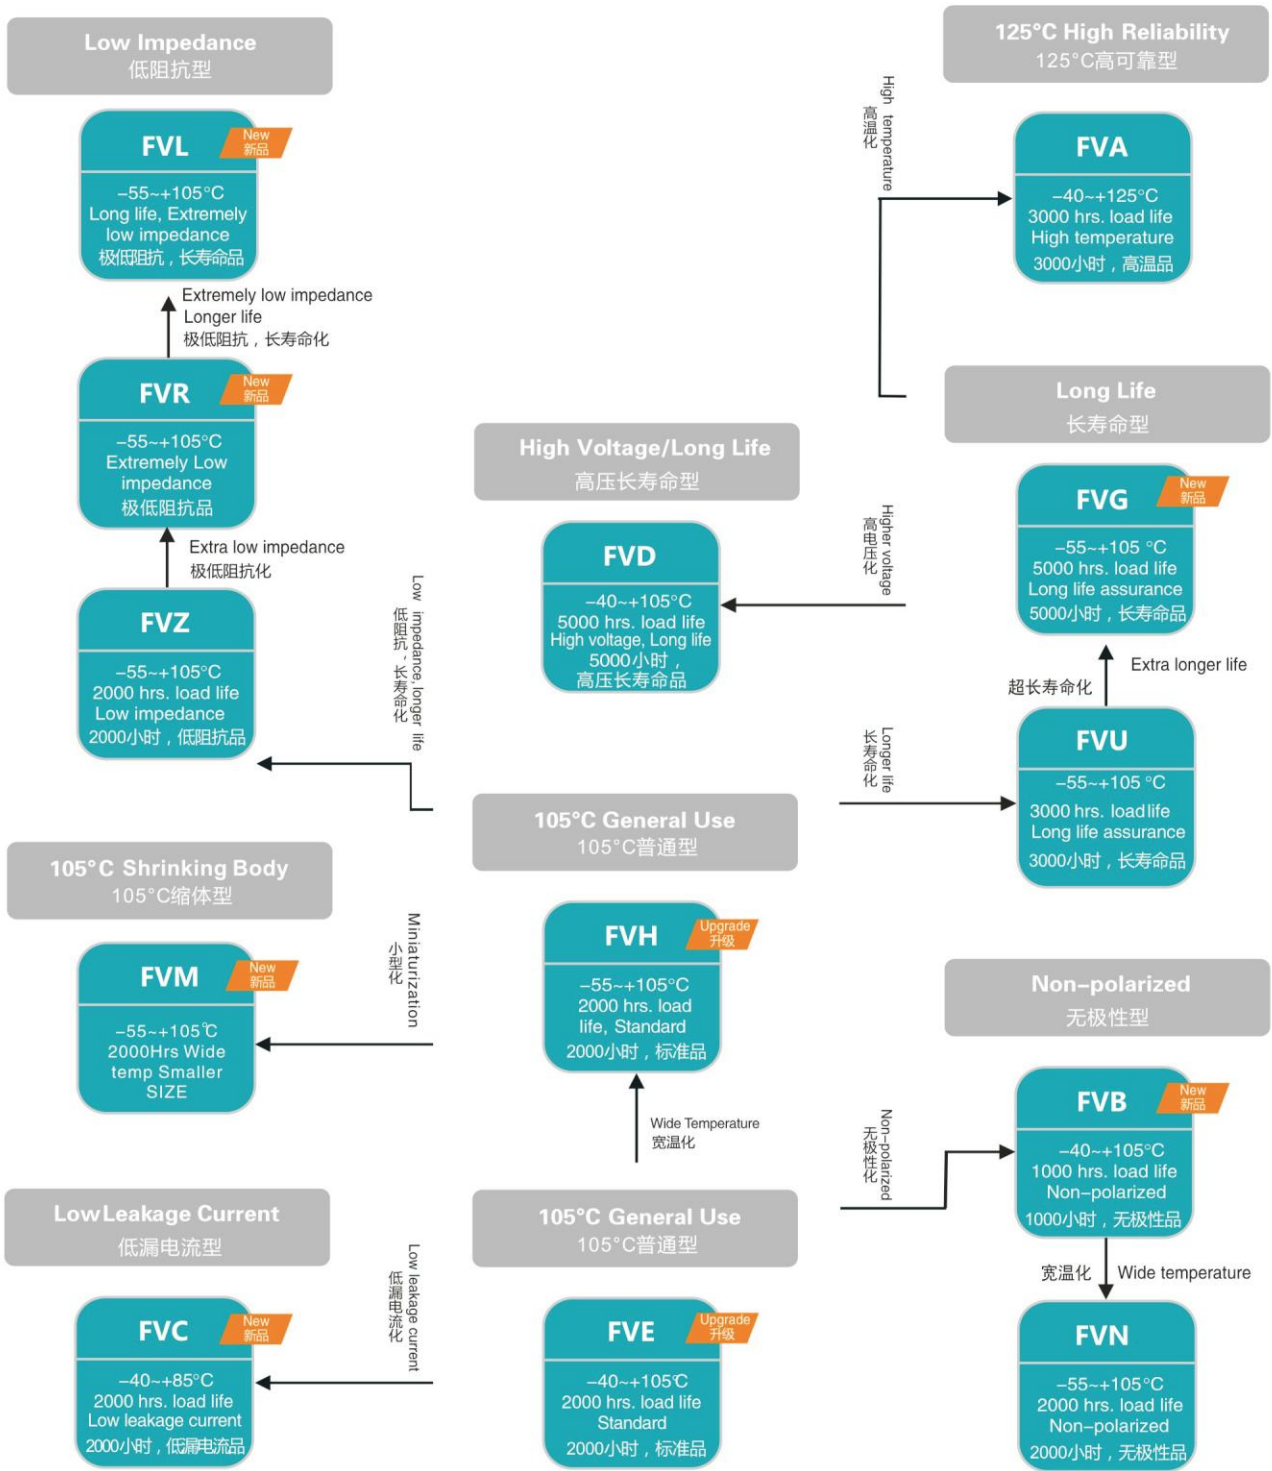 Low Impedance
低阻抗型
FVL
New
新品
−55~+105°C
Long life, Extremely
low impedance
极低阻抗，长寿命品
Extremely low impedance
Longer life
极低阻抗，长寿命化
FVR
New
新品
−55~+105°C
Extremely Low
impedance
极低阻抗品
Extra low impedance
极低阻抗化
FVZ
−55~+105°C
2000 hrs. load life
Low impedance
2000小时，低阻抗品
Low impedance, longer life
低阻抗、长寿命化
105°C Shrinking Body
105°C缩体型
FVM
New
新品
−55~+105℃
2000Hrs Wide
temp Smaller
SIZE
Miniaturization
小型化
Low Leakage Current
低漏电流型
FVC
New
新品
−40~+85°C
2000 hrs. load life
Low leakage current
2000小时，低漏电流品
Low leakage current
低漏电流化
High Voltage/Long Life
高压长寿命型
FVD
−40~+105°C
5000 hrs. load life
High voltage, Long life
5000小时，
高压长寿命品
Higher voltage
高电压化
105°C General Use
105°C普通型
FVH
Upgrade
升级
−55~+105°C
2000 hrs. load
life, Standard
2000小时，标准品
Wide Temperature
宽温化
105°C General Use
105°C普通型
FVE
Upgrade
升级
−40~+105°C
2000 hrs. load life
Standard
2000小时，标准品
125°C High Reliability
125°C高可靠型
High temperature
高温化
FVA
−40~+125°C
3000 hrs. load life
High temperature
3000小时，高温品
Long Life
长寿命型
FVG
New
新品
−55~+105 °C
5000 hrs. load life
Long life assurance
5000小时，长寿命品
Extra longer life
超长寿命化
Longer life
长寿命化
FVU
−55~+105 °C
3000 hrs. load life
Long life assurance
3000小时，长寿命品
Non−polarized
无极性型
Non−polarized
无极性化
FVB
New
新品
−40~+105°C
1000 hrs. load life
Non−polarized
1000小时，无极性品
宽温化 Wide temperature
FVN
−55~+105°C
2000 hrs. load life
Non−polarized
2000小时，无极性品